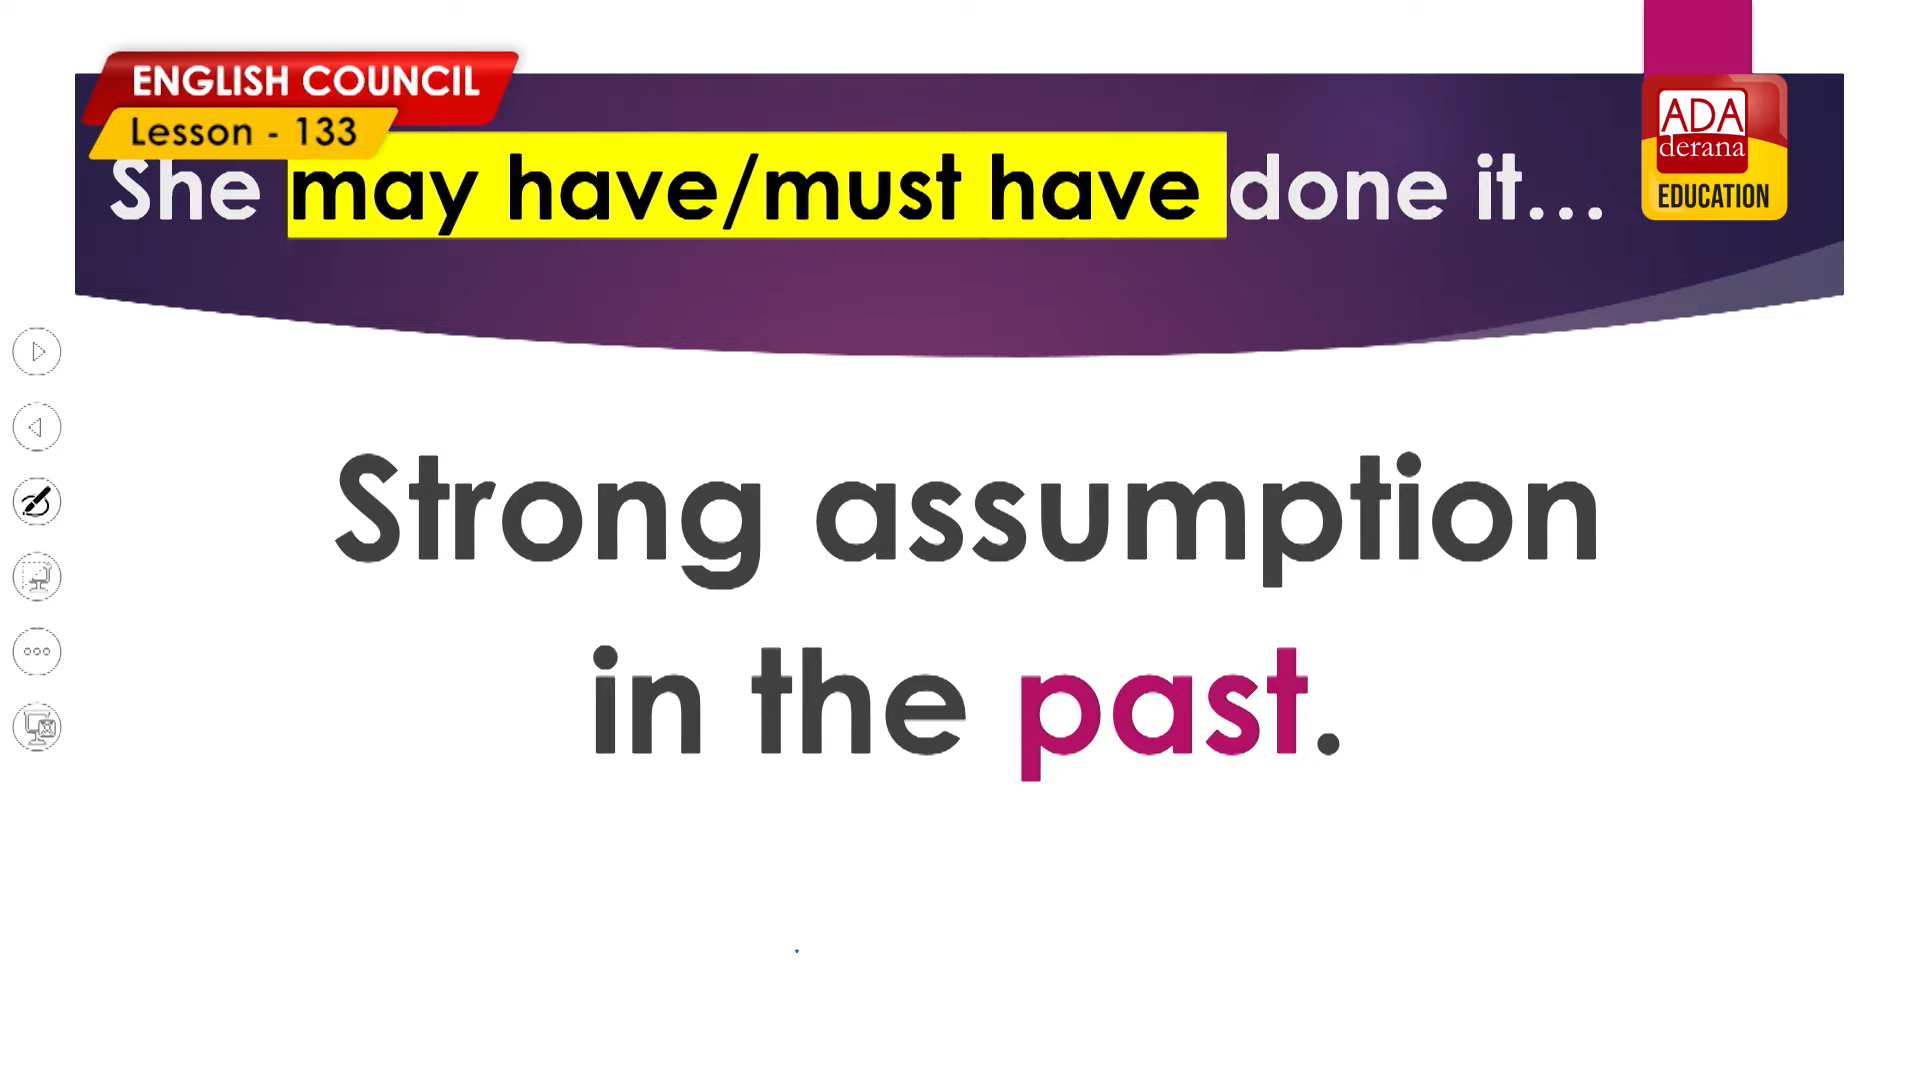 ENGLISH COUNCIL
Lesson - 133
She may have/must have done it...
ADA
derana
EDUCATION
Strong assumption
in the past.